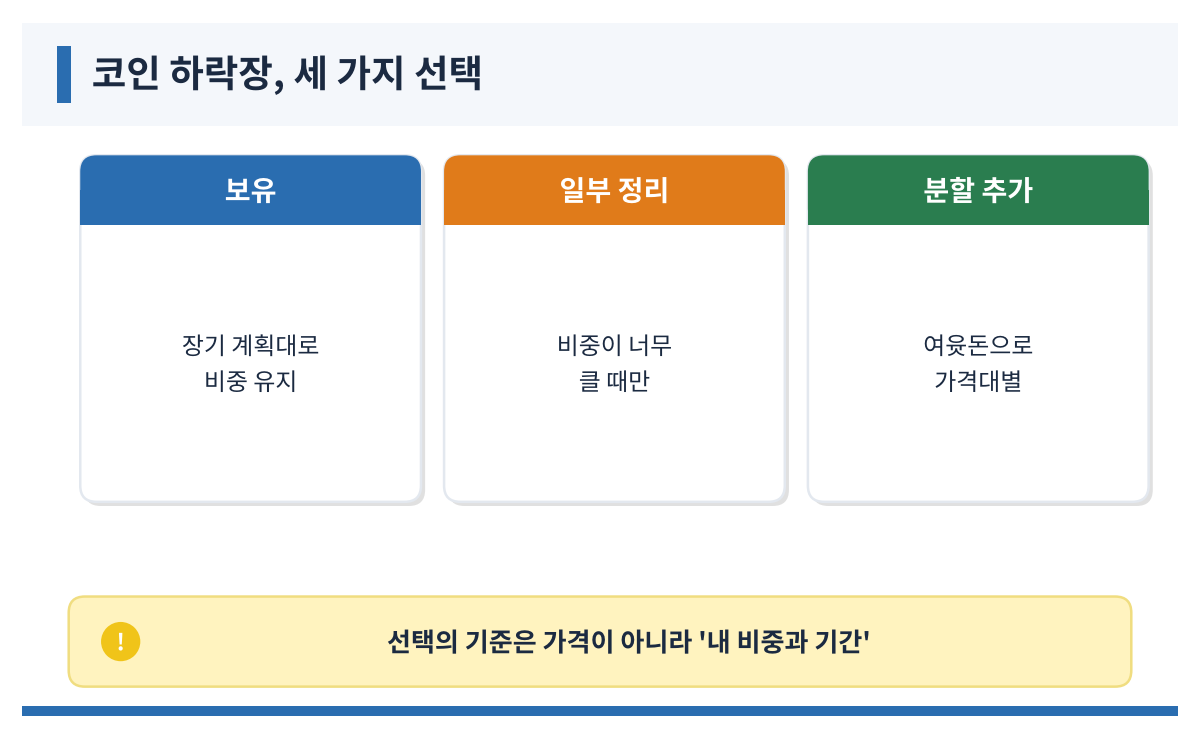 코인 하락장, 세 가지 선택
보유
장기 계획대로
비중 유지
일부 정리
비중이 너무
클 때만
분할 추가
여윳돈으로
가격대별
!
선택의 기준은 가격이 아니라 '내 비중과 기간'